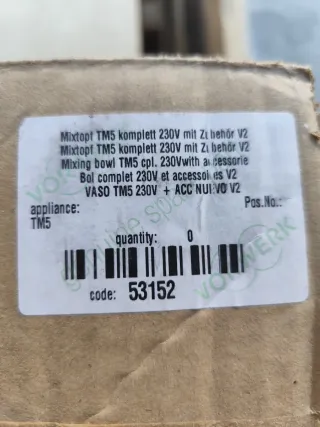 Mixtopf TM5 komplett 230V mit Zubehör V2
Mixtopf TM5 komplett 230V mit Zubehör V2
Mixing bowl TM5 cpl. 230Vwith accessorie
Bol complet 230V et accessoires V2
VASO TM5 230V + ACC NUEVO V2
appliance: Pos.No.:
TM5
quantity: 0
code: 53152
VORWERK